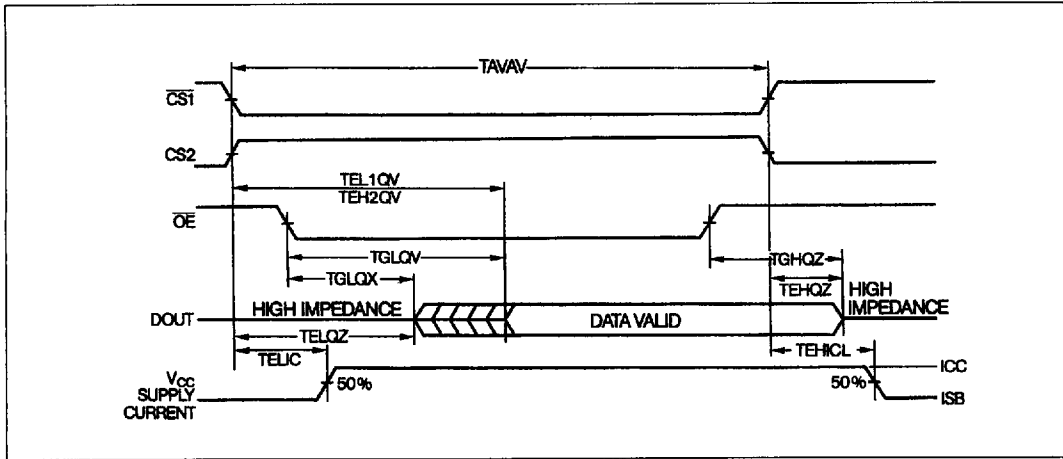 TAVAV
CS1
CS2
TEL1QV
TEH2QV
OE
TGLQV
TGHQZ
TGLQX
TEHQZ
HIGH IMPEDANCE
HIGH IMPEDANCE
DOUT
DATA VALID
TELQZ
TELIC
TEHICL
VCC SUPPLY CURRENT
50%
50%
ICC
ISB